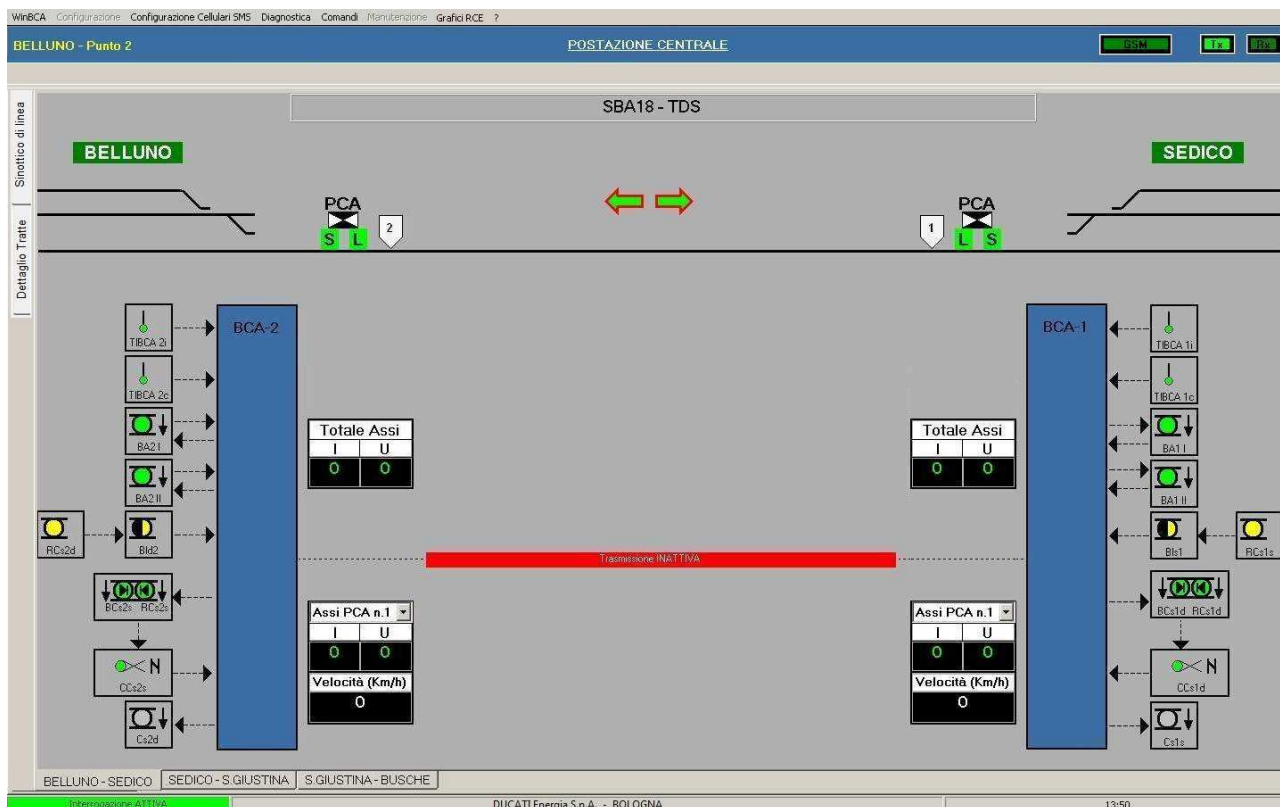 WinBCA Configurazione Configurazione Cellulari SMS Diagnostica Comandi Manutenzione Grafici RCE ?
BELLUNO - Punto 2 POSTAZIONE CENTRALE GSM Tx Rx
SBA18 - TDS
Sinottico di linea
Dettaglio Tratte
BELLUNO SEDICO
PCA PCA
S L 2 1 L S
BCA-2 BCA-1
TIBCA 2i TIBCA 1i
TIBCA 2c TIBCA 1c
Totale Assi Totale Assi
I U I U
BA2 I BA1 I
0 0 0 0
BA2 II BA1 II
RCs2d BId2 BIs1 RCs1s
Trasmissione INATTIVA
BCs2s RCs2s BCs1d RCs1d
Assi PCA n.1 Assi PCA n.1
I U I U
0 0 0 0
N N
CCs2s CCs1d
Velocità (Km/h) Velocità (Km/h)
0 0
Cs2d Cs1s
BELLUNO - SEDICO SEDICO - S.GIUSTINA S.GIUSTINA - BUSCHE
Interrogazione ATTIVA DUCATI Energia S.p.A. - BOLOGNA 13:50